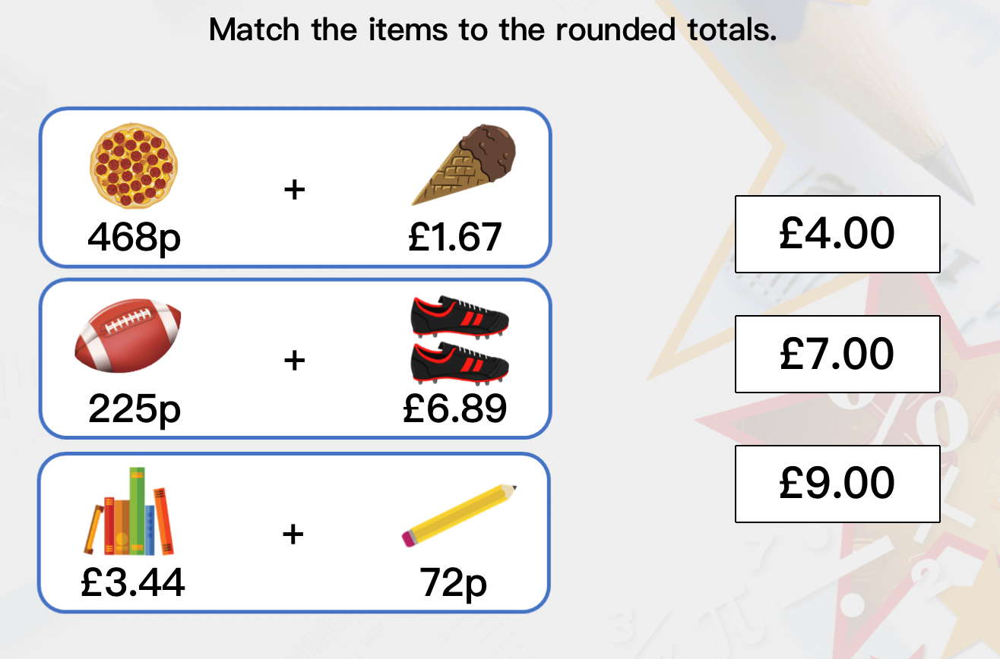 Match the items to the rounded totals.
468p + £1.67
225p + £6.89
£3.44 + 72p
£4.00
£7.00
£9.00